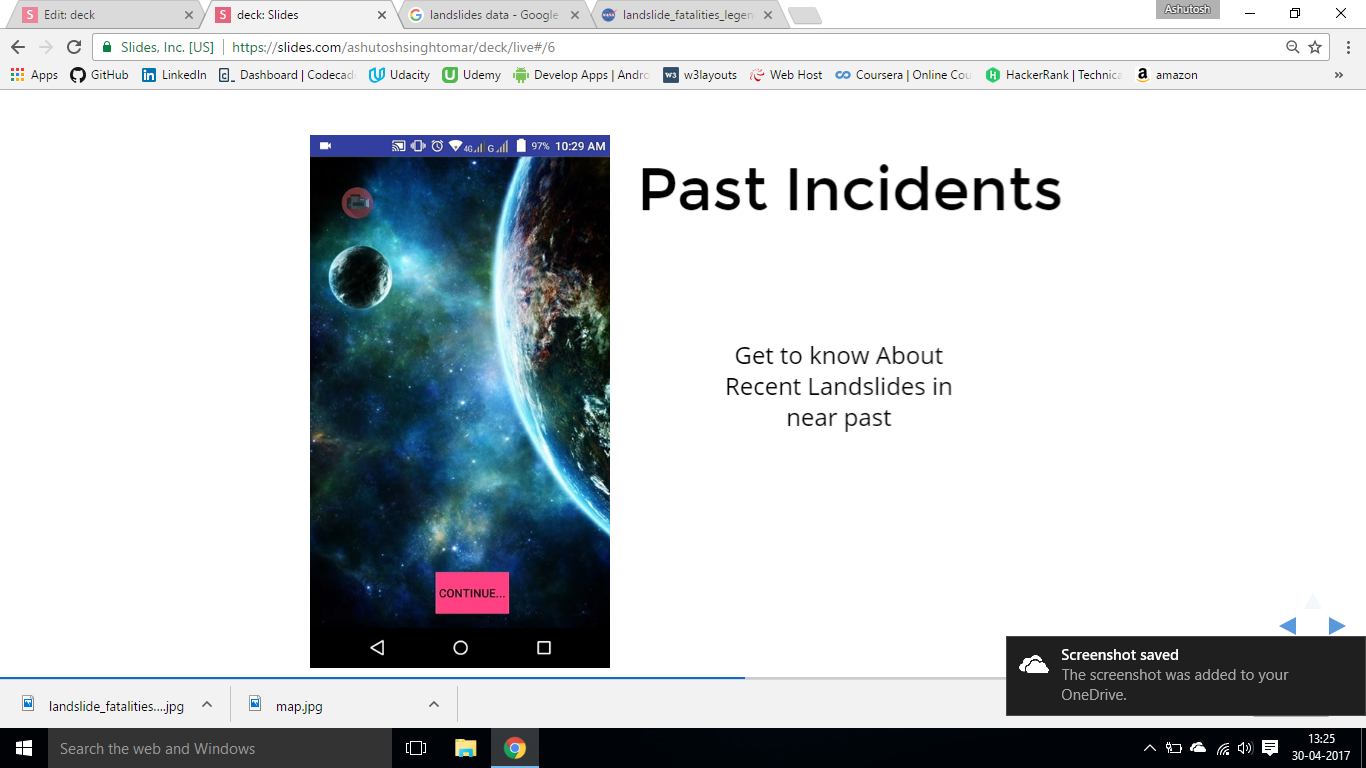 Edit: deck
deck: Slides
landslides data - Google
landslide_fatalities_legen
Ashutosh
Slides, Inc. [US]
https://slides.com/ashutoshsinghtomar/deck/live#/6
Apps
GitHub
LinkedIn
Dashboard | Codecad
Udacity
Udemy
Develop Apps | Andro
w3layouts
Web Host
Coursera | Online Cou
HackerRank | Technica
amazon
»
4G
G
97%
10:29 AM
Past Incidents
Get to know About
Recent Landslides in
near past
CONTINUE...
Screenshot saved
The screenshot was added to your
OneDrive.
landslide_fatalities....jpg
map.jpg
Search the web and Windows
13:25
30-04-2017